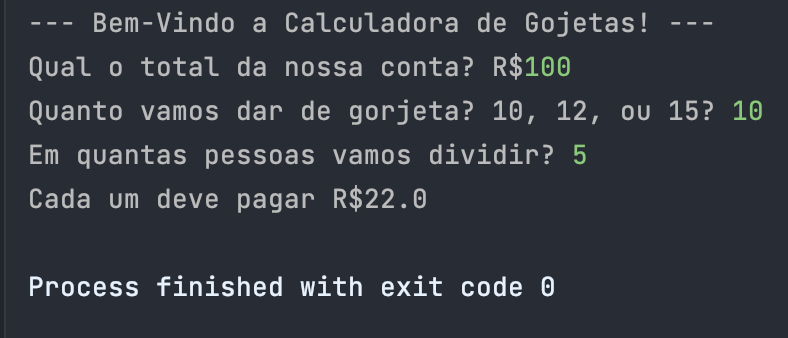 --- Bem-Vindo a Calculadora de Gojetas! ---
Qual o total da nossa conta? R$100
Quanto vamos dar de gorjeta? 10, 12, ou 15? 10
Em quantas pessoas vamos dividir? 5
Cada um deve pagar R$22.0
Process finished with exit code 0